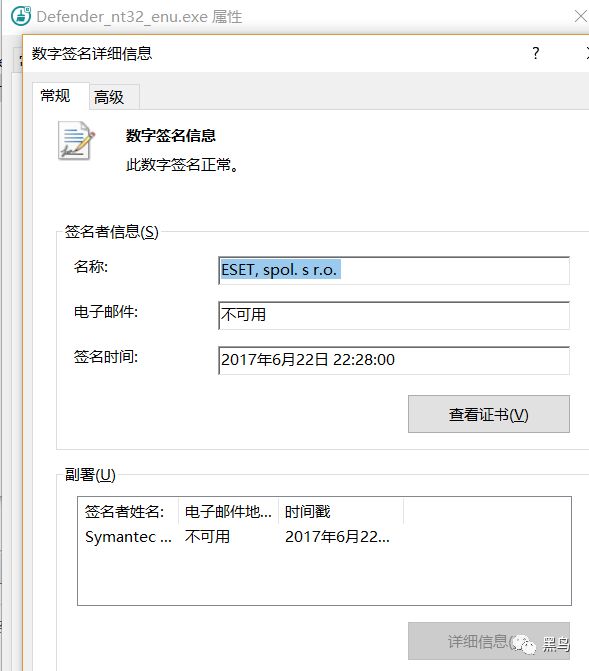 Defender_nt32_enu.exe 属性
数字签名详细信息
?
常规 高级
数字签名信息
此数字签名正常。
签名者信息(S)
名称: ESET, spol. s r.o.
电子邮件: 不可用
签名时间: 2017年6月22日 22:28:00
查看证书(V)
副署(U)
签名者姓名: 电子邮件地... 时间戳
Symantec ... 不可用 2017年6月22...
详细信息(
黑鸟